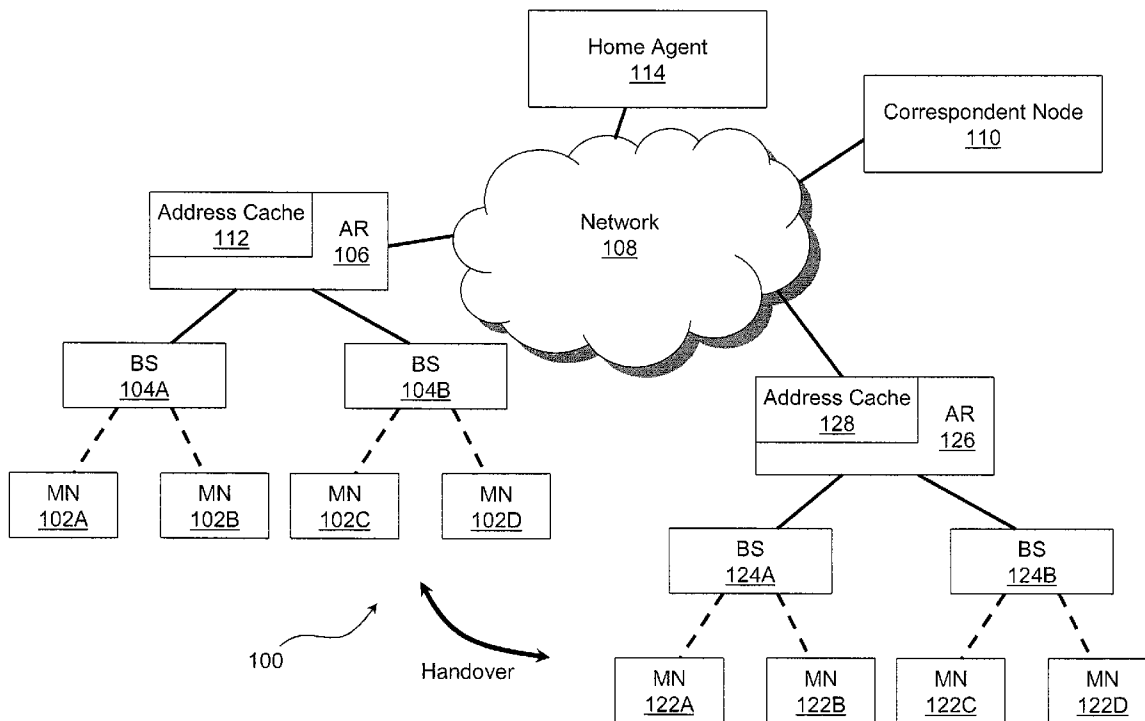 Home Agent
114
Correspondent Node
110
Address Cache
112
AR
106
Network
108
BS
104A
BS
104B
Address Cache
128
AR
126
MN
102A
MN
102B
MN
102C
MN
102D
BS
124A
BS
124B
100
Handover
MN
122A
MN
122B
MN
122C
MN
122D